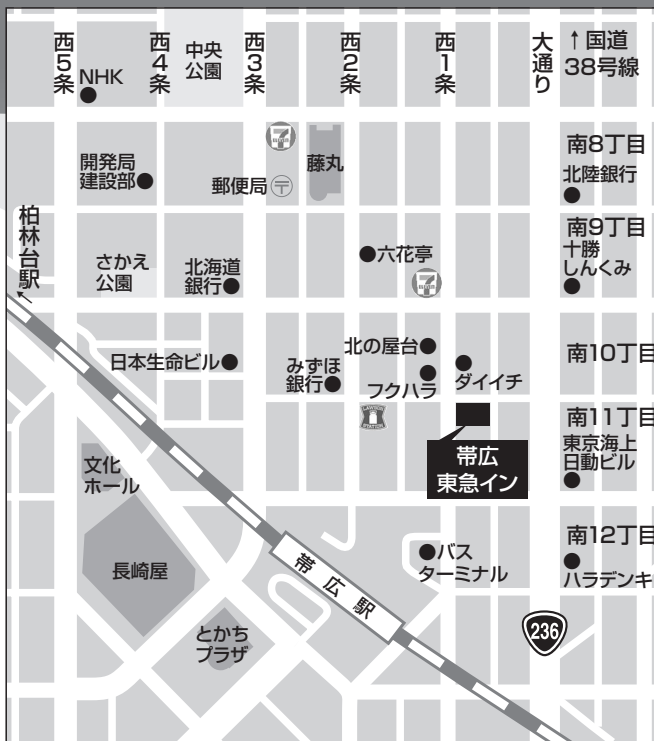 西5条
西4条
中央
公園
西3条
西2条
西1条
大通り
↑国道
38号線
NHK
開発局
建設部
郵便局
〒
7
ELEVEN
藤丸
南8丁目
北陸銀行
柏林台駅
さかえ
公園
北海道
銀行
六花亭
7
南9丁目
十勝
しんくみ
日本生命ビル
みずほ
銀行
北の屋台
フクハラ
ダイイチ
南10丁目
帯広
東急イン
南11丁目
東京海上
日動ビル
文化
ホール
長崎屋
とかち
プラザ
帯広駅
バス
ターミナル
南12丁目
ハラデンキ
236